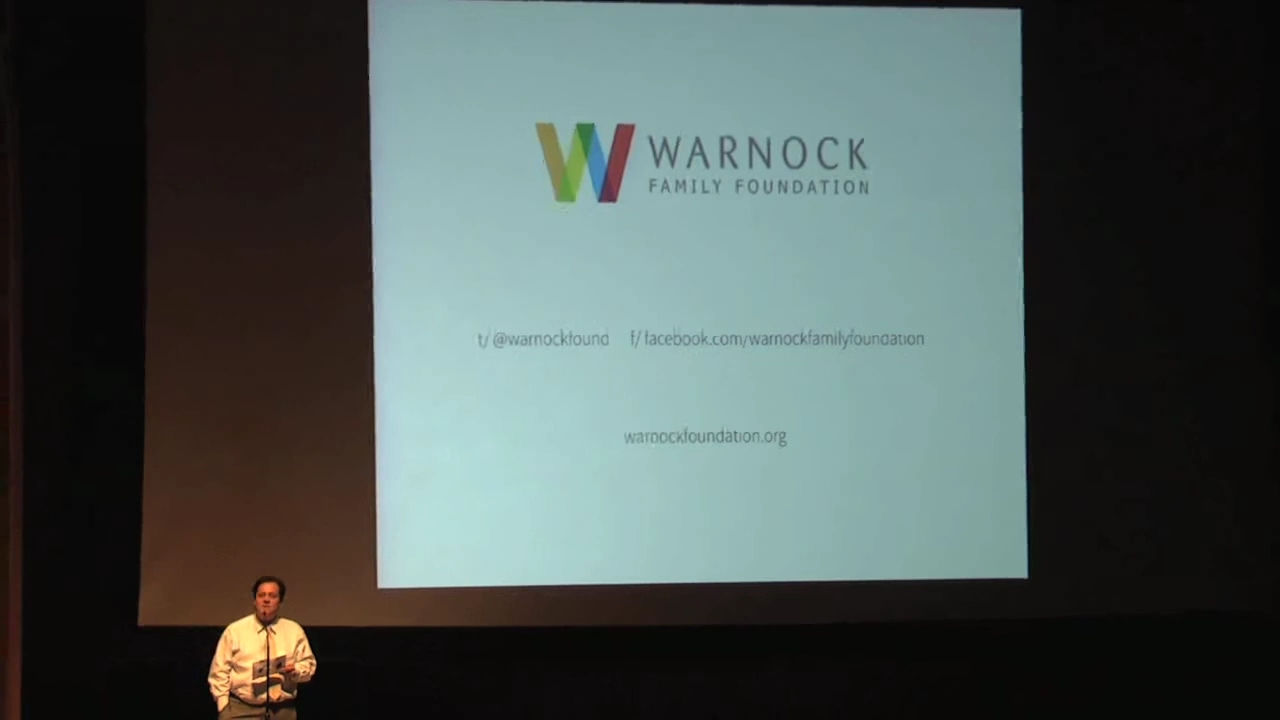 WARNOCK
FAMILY FOUNDATION
t/ @warnockfound f/ facebook.com/warnockfamilyfoundation
warnockfoundation.org